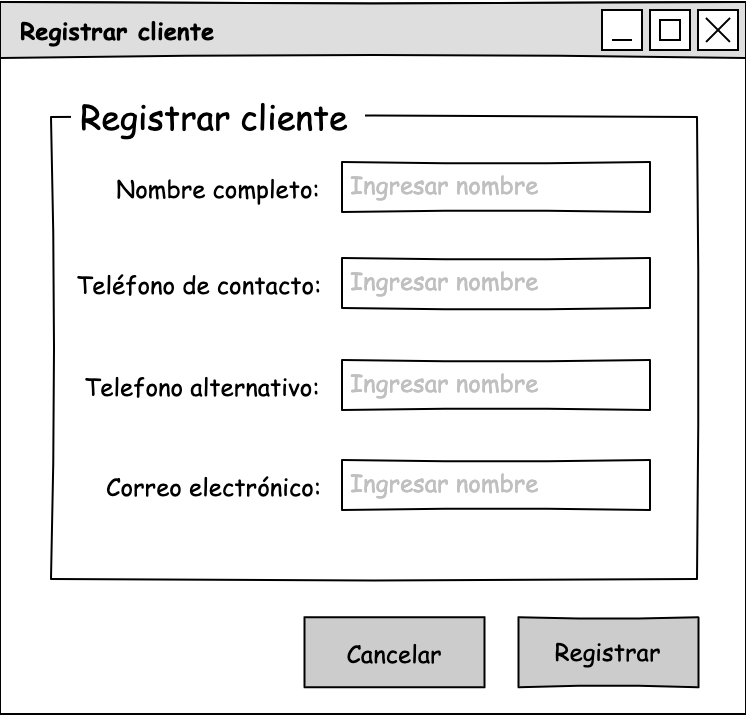 Registrar cliente
Registrar cliente
Nombre completo: Ingresar nombre
Teléfono de contacto: Ingresar nombre
Telefono alternativo: Ingresar nombre
Correo electrónico: Ingresar nombre
Cancelar Registrar